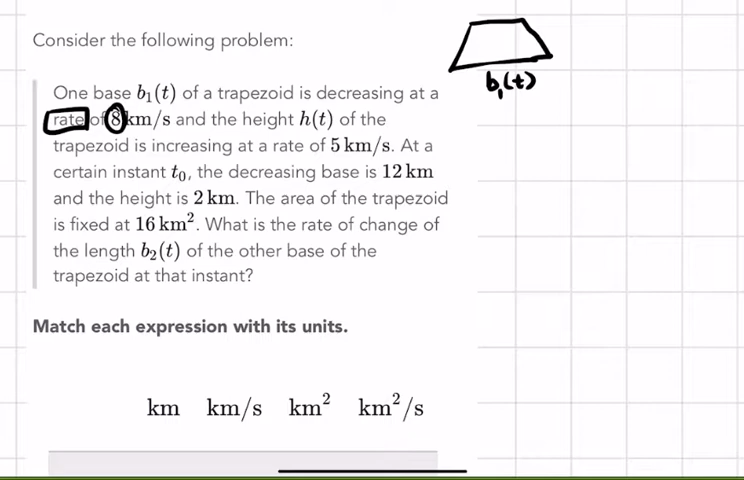 Consider the following problem:
b₁(t)
One base b₁(t) of a trapezoid is decreasing at a
rate of 8 km/s and the height h(t) of the
trapezoid is increasing at a rate of 5 km/s. At a
certain instant t₀, the decreasing base is 12 km
and the height is 2 km. The area of the trapezoid
is fixed at 16 km². What is the rate of change of
the length b₂(t) of the other base of the
trapezoid at that instant?
Match each expression with its units.
km km/s km² km²/s